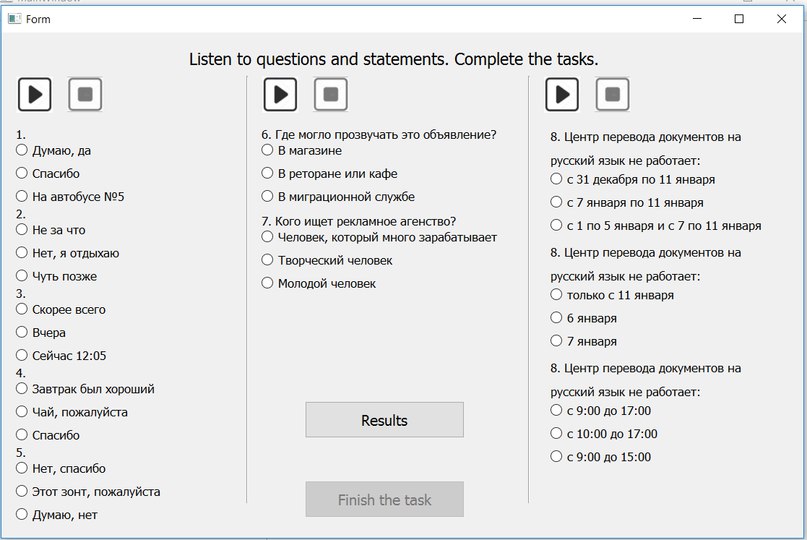 Form
Listen to questions and statements. Complete the tasks.
1.
Думаю, да
Спасибо
На автобусе №5
2.
Не за что
Нет, я отдыхаю
Чуть позже
3.
Скорее всего
Вчера
Сейчас 12:05
4.
Завтрак был хороший
Чай, пожалуйста
Спасибо
5.
Нет, спасибо
Этот зонт, пожалуйста
Думаю, нет
6. Где могло прозвучать это объявление?
В магазине
В реторане или кафе
В миграционной службе
7. Кого ищет рекламное агенство?
Человек, который много зарабатывает
Творческий человек
Молодой человек
Results
Finish the task
8. Центр перевода документов на
русский язык не работает:
с 31 декабря по 11 января
с 7 января по 11 января
с 1 по 5 января и с 7 по 11 января
8. Центр перевода документов на
русский язык не работает:
только с 11 января
6 января
7 января
8. Центр перевода документов на
русский язык не работает:
с 9:00 до 17:00
с 10:00 до 17:00
с 9:00 до 15:00